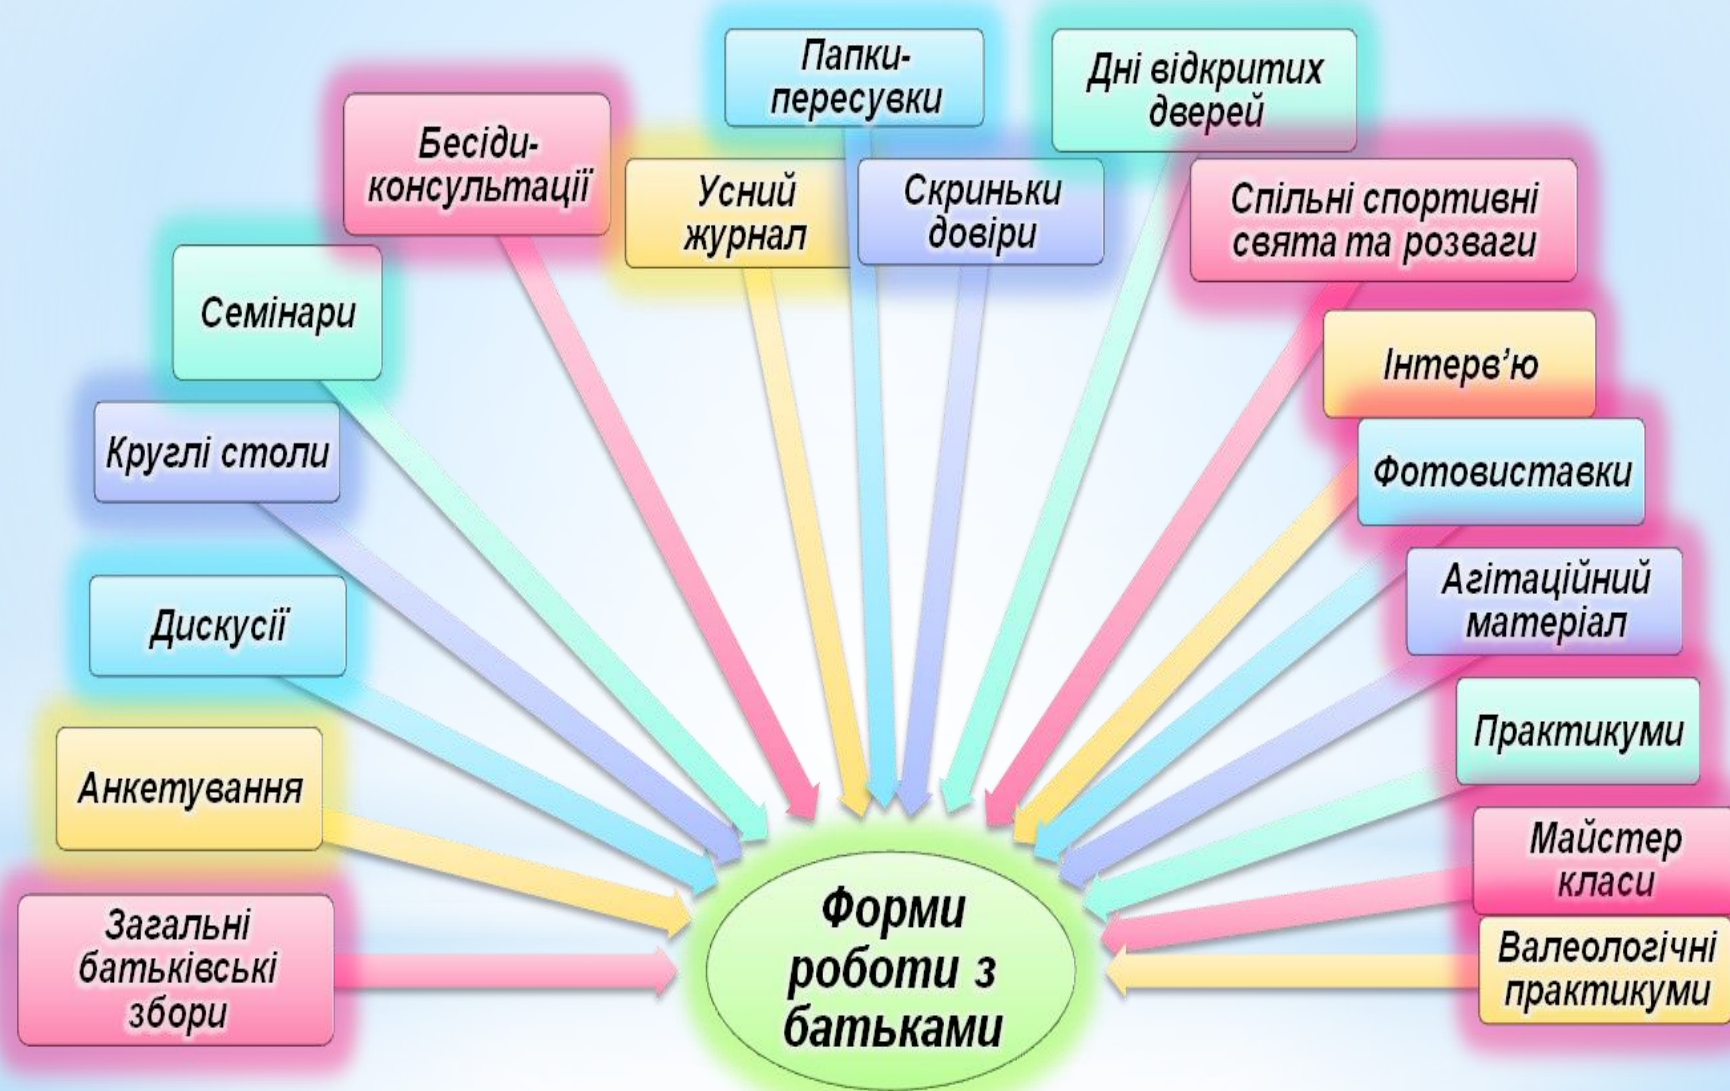 Папки-
пересувки
Дні відкритих
дверей
Бесіди-
консультації
Усний
журнал
Скриньки
довіри
Спільні спортивні
свята та розваги
Семінари
Інтерв’ю
Круглі столи
Фотовиставки
Дискусії
Агітаційний
матеріал
Практикуми
Анкетування
Майстер
класи
Загальні
батьківські
збори
Валеологічні
практикуми
Форми
роботи з
батьками